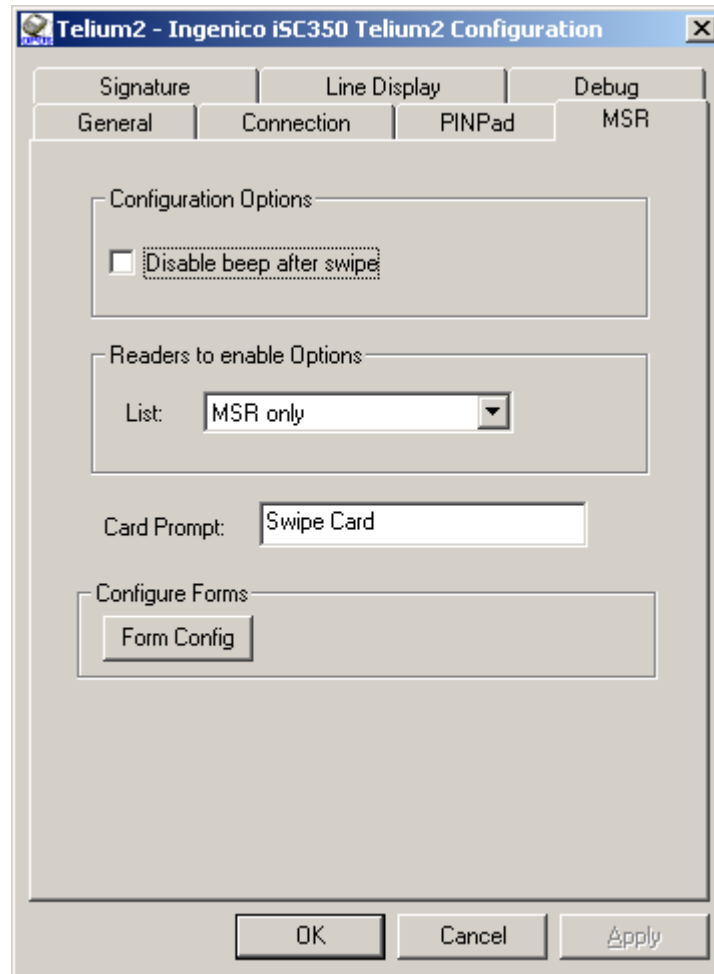 Telium2 - Ingenico iSC350 Telium2 Configuration
Signature Line Display Debug
General Connection PINPad MSR
Configuration Options
Disable beep after swipe
Readers to enable Options
List: MSR only
Card Prompt: Swipe Card
Configure Forms
Form Config
OK Cancel Apply